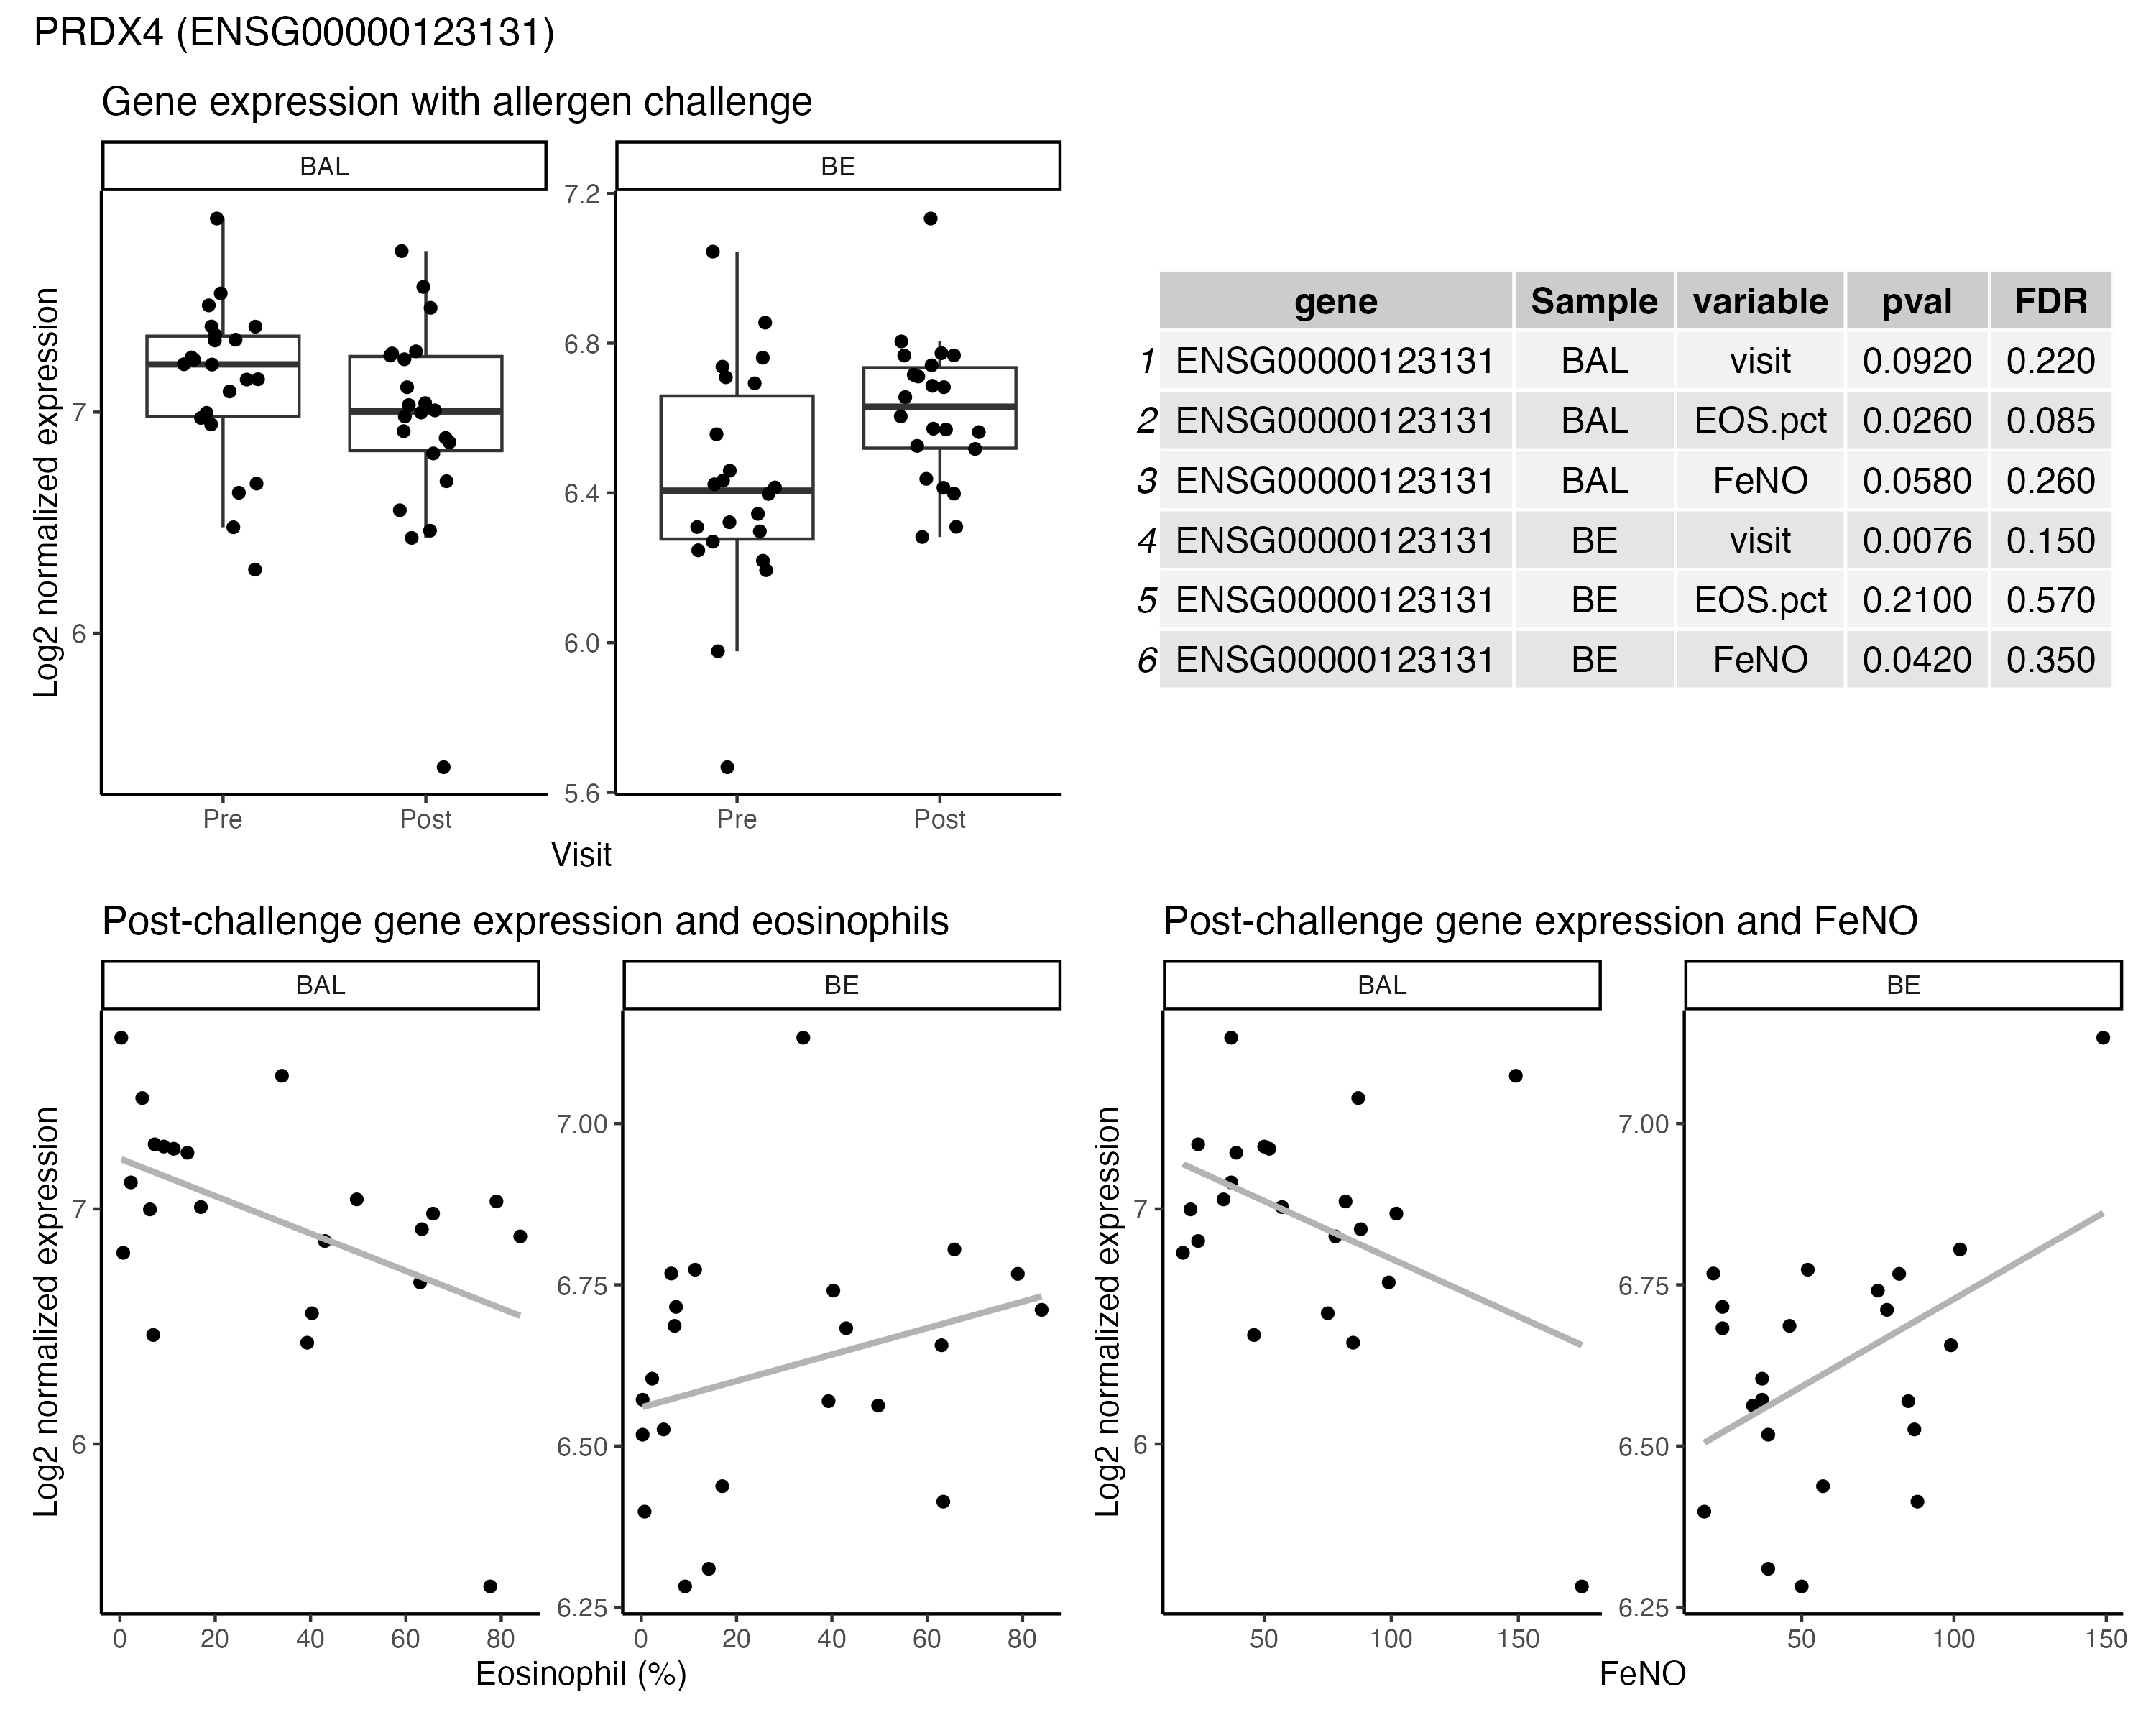 PRDX4 (ENSG00000123131)
Gene expression with allergen challenge
BAL
BE
Log2 normalized expression
7
6
7.2
6.8
6.4
6.0
5.6
Pre
Post
Pre
Post
Visit
gene Sample variable pval FDR
1 ENSG00000123131 BAL visit 0.0920 0.220
2 ENSG00000123131 BAL EOS.pct 0.0260 0.085
3 ENSG00000123131 BAL FeNO 0.0580 0.260
4 ENSG00000123131 BE visit 0.0076 0.150
5 ENSG00000123131 BE EOS.pct 0.2100 0.570
6 ENSG00000123131 BE FeNO 0.0420 0.350
Post-challenge gene expression and eosinophils
BAL
BE
Log2 normalized expression
7
6
7.00
6.75
6.50
6.25
0 20 40 60 80
0 20 40 60 80
Eosinophil (%)
Post-challenge gene expression and FeNO
BAL
BE
Log2 normalized expression
7
6
7.00
6.75
6.50
6.25
50 100 150
50 100 150
FeNO